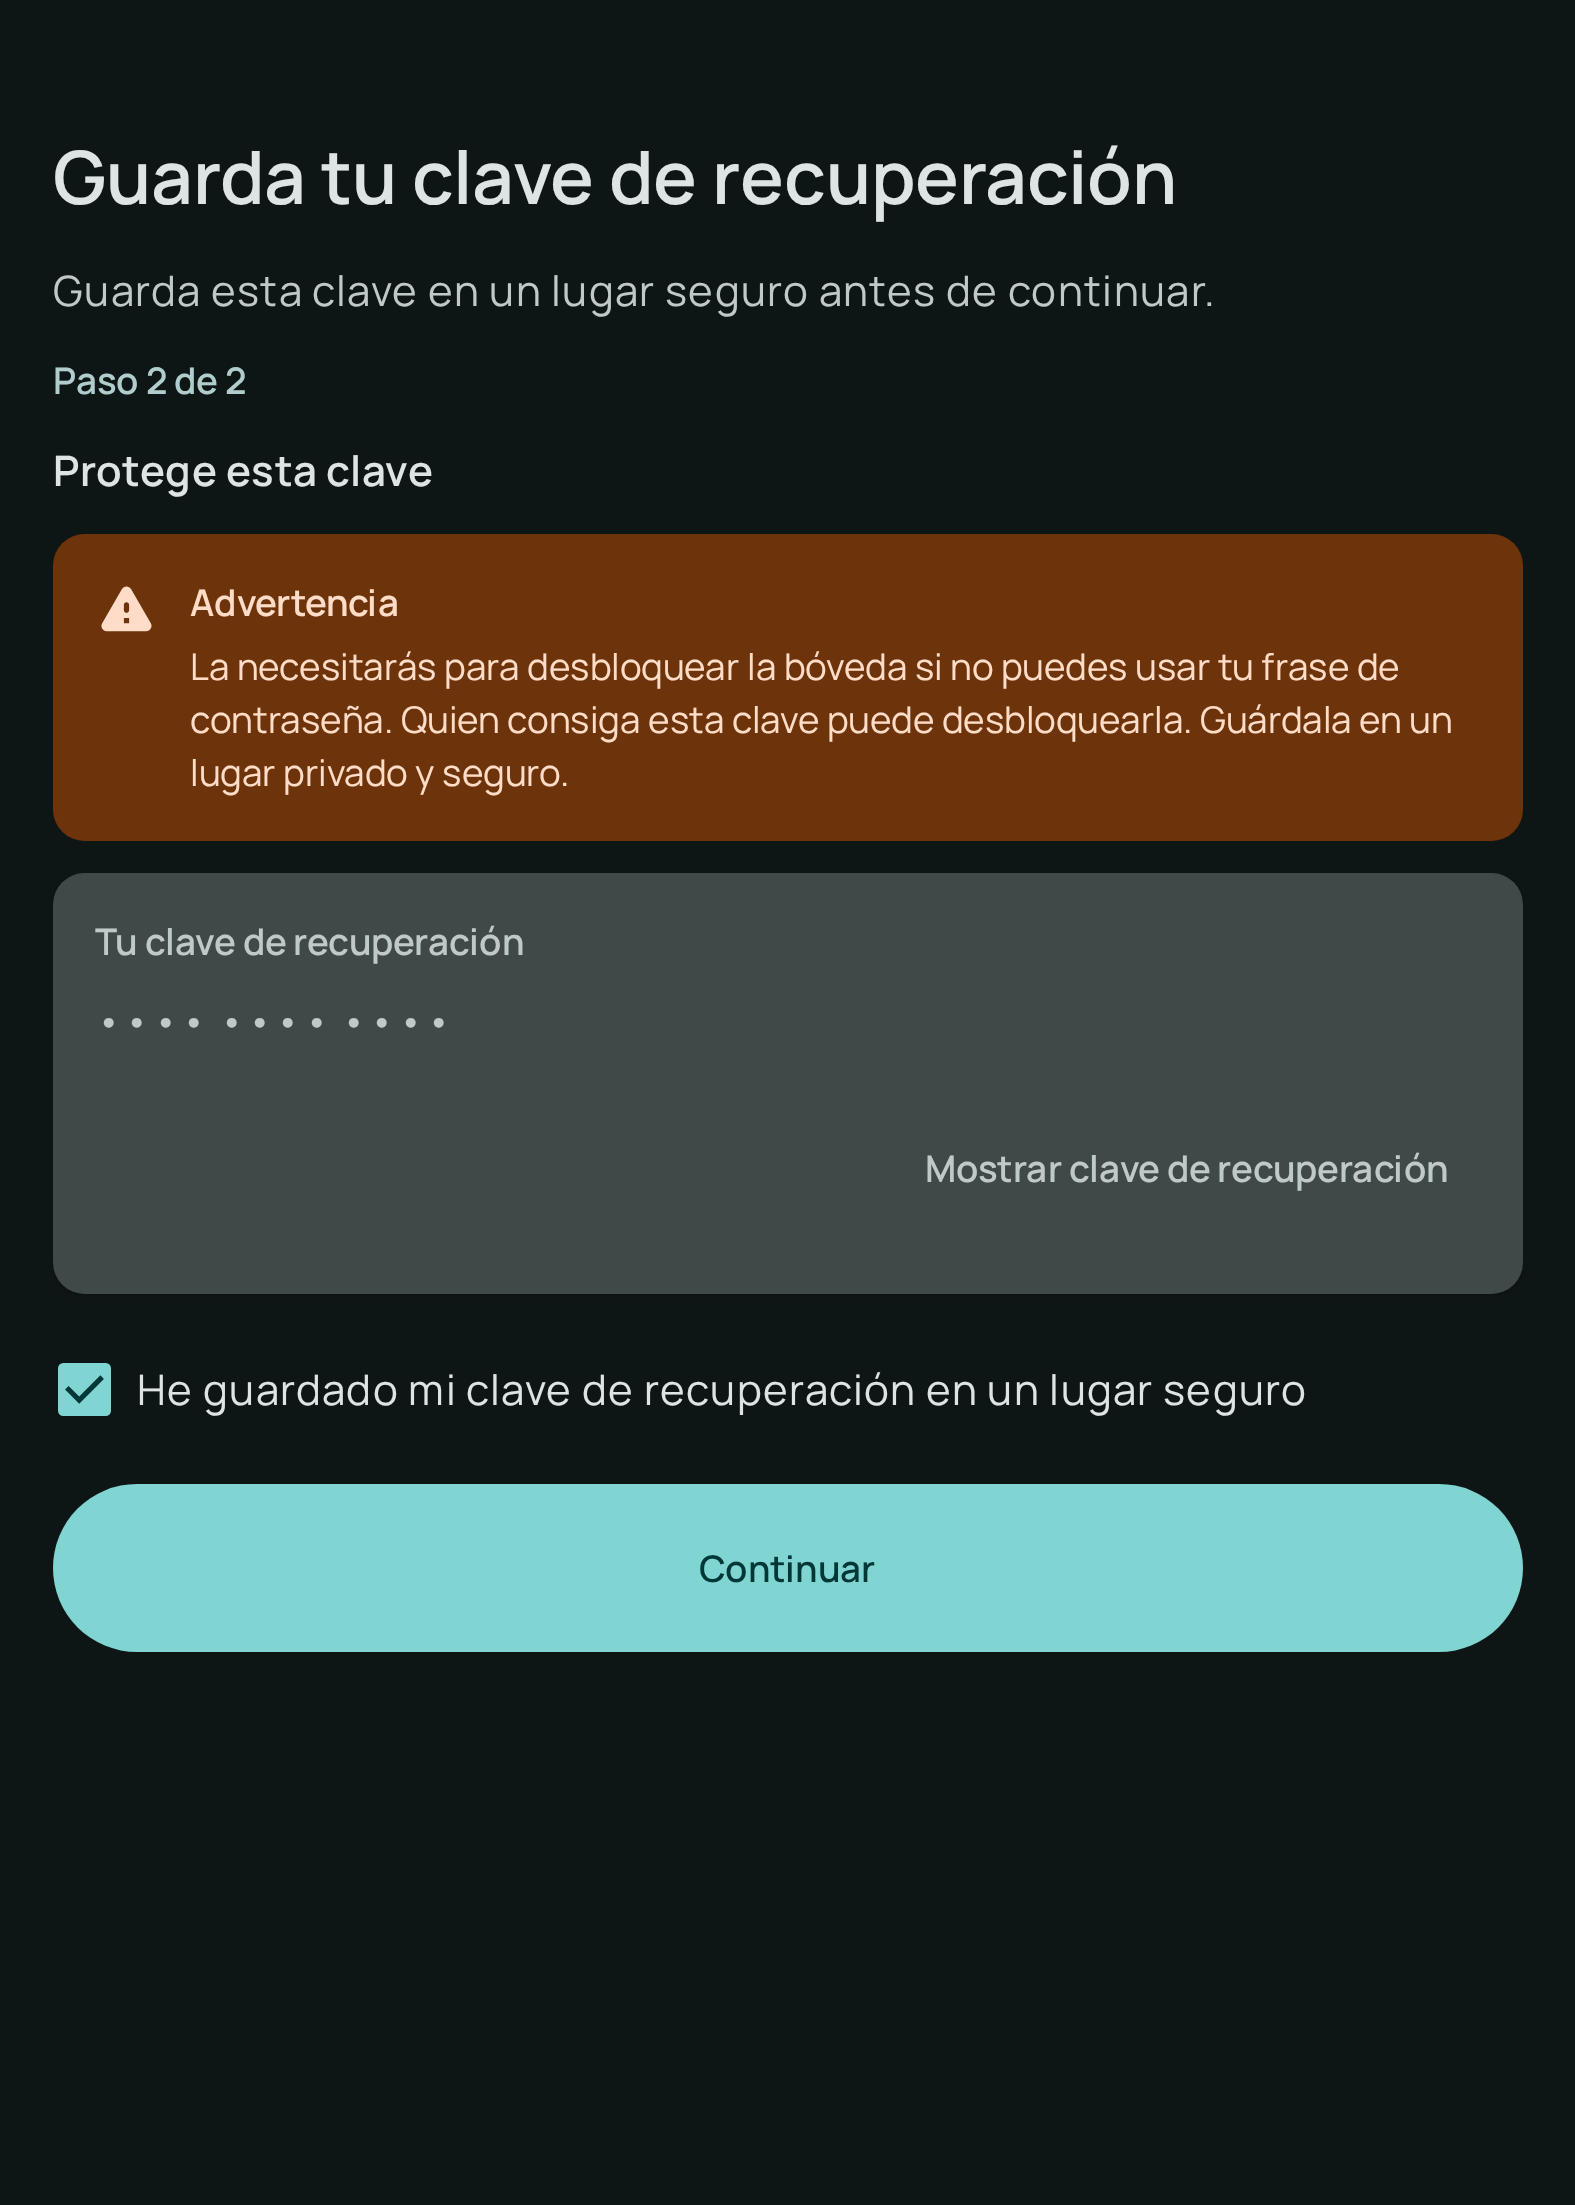 Guarda tu clave de recuperación
Guarda esta clave en un lugar seguro antes de continuar.
Paso 2 de 2
Protege esta clave
Advertencia
La necesitarás para desbloquear la bóveda si no puedes usar tu frase de
contraseña. Quien consiga esta clave puede desbloquearla. Guárdala en un
lugar privado y seguro.
Tu clave de recuperación
•••• •••• ••••
Mostrar clave de recuperación
He guardado mi clave de recuperación en un lugar seguro
Continuar